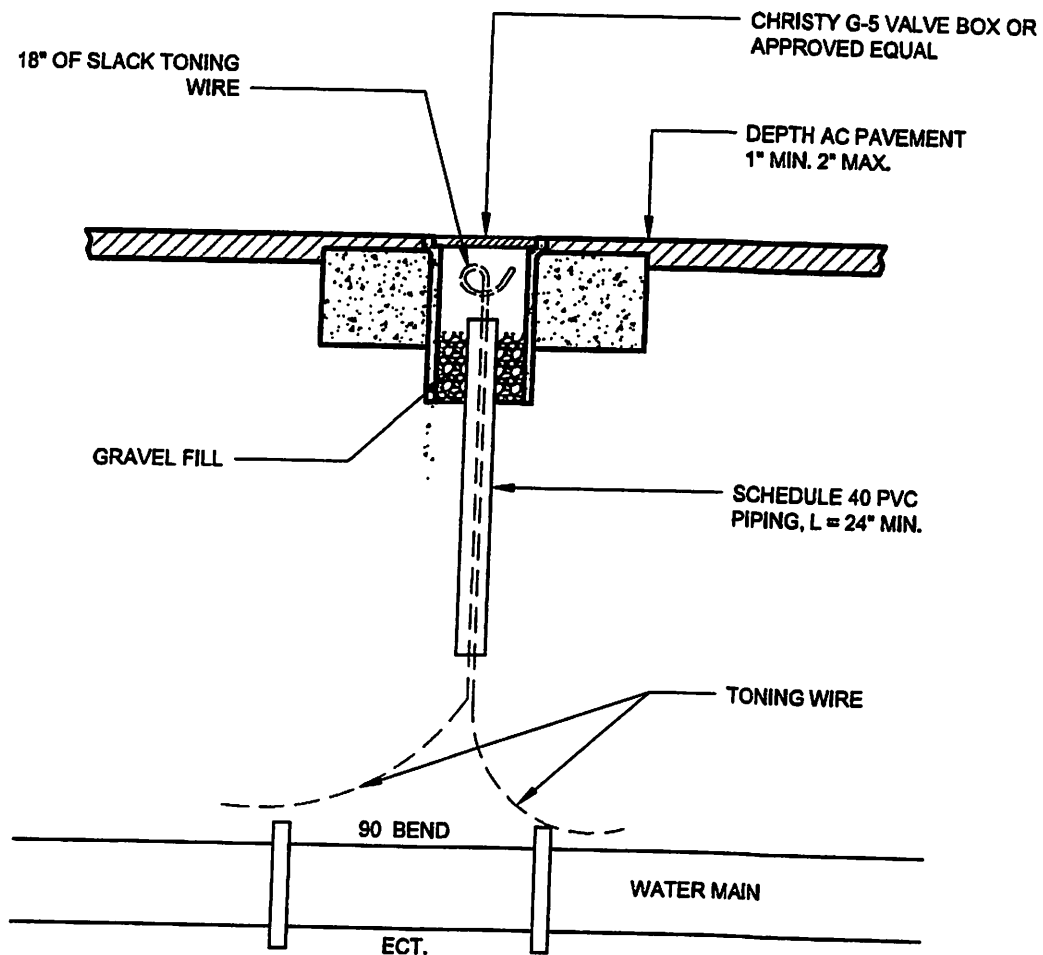 CHRISTY G-5 VALVE BOX OR
APPROVED EQUAL
18" OF SLACK TONING
WIRE
DEPTH AC PAVEMENT
1" MIN. 2" MAX.
GRAVEL FILL
SCHEDULE 40 PVC
PIPING, L = 24" MIN.
TONING WIRE
90 BEND
WATER MAIN
ECT.